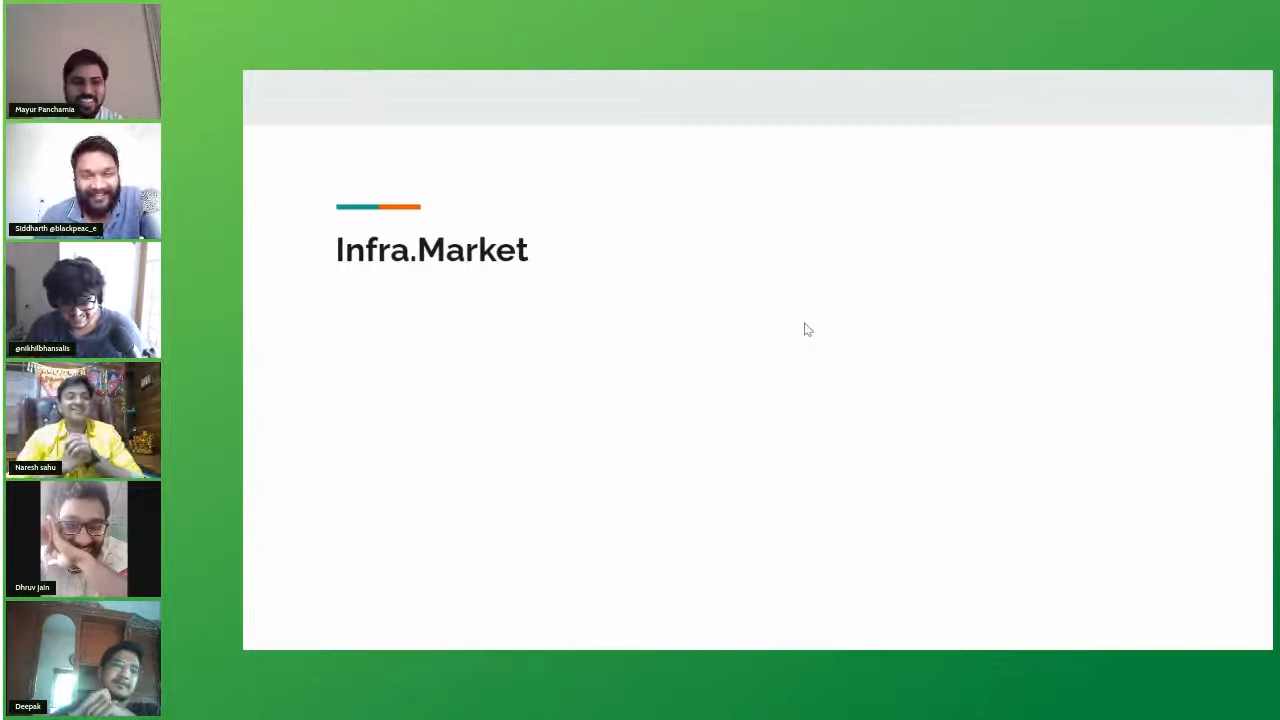 Mayur Panchamia
Siddharth @blackpeac_e
@nikhilbhansalis
Naresh sahu
Dhruv jain
Deepak
Infra.Market